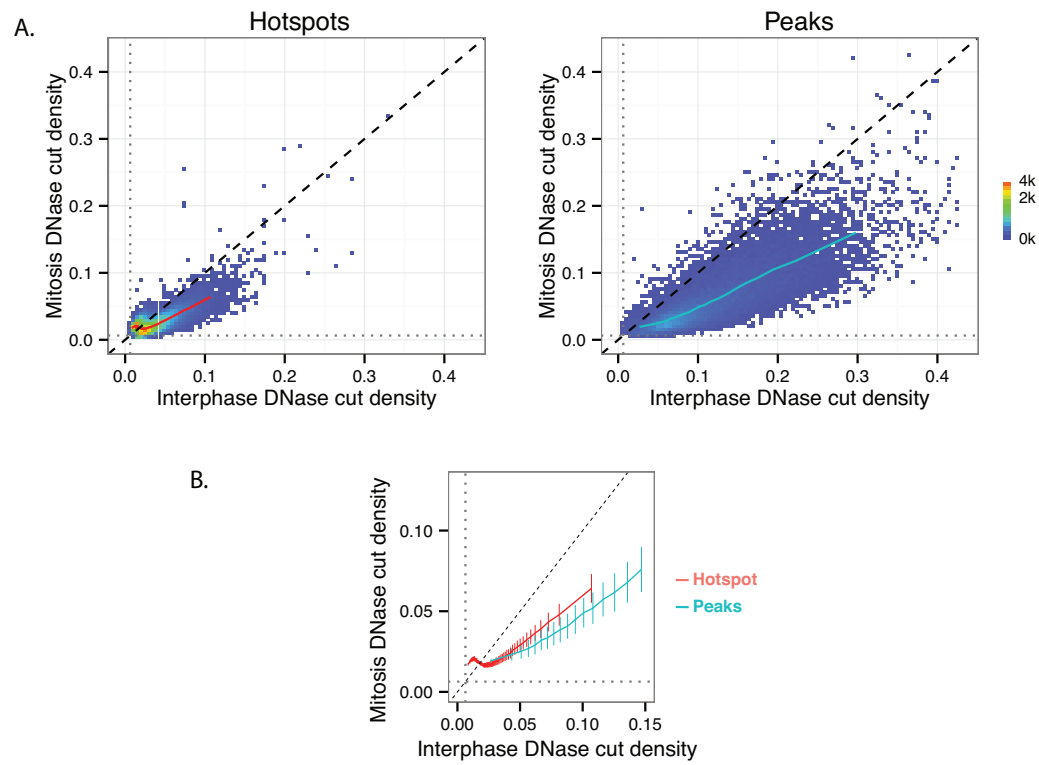 A.
Hotspots
Peaks
Mitosis DNase cut density
0.4
0.3
0.2
0.1
0.0
0.0 0.1 0.2 0.3 0.4
Interphase DNase cut density
Mitosis DNase cut density
0.4
0.3
0.2
0.1
0.0
0.0 0.1 0.2 0.3 0.4
Interphase DNase cut density
4k
2k
0k
B.
Mitosis DNase cut density
0.10
0.05
0.00
0.00 0.05 0.10 0.15
Interphase DNase cut density
Hotspot
Peaks